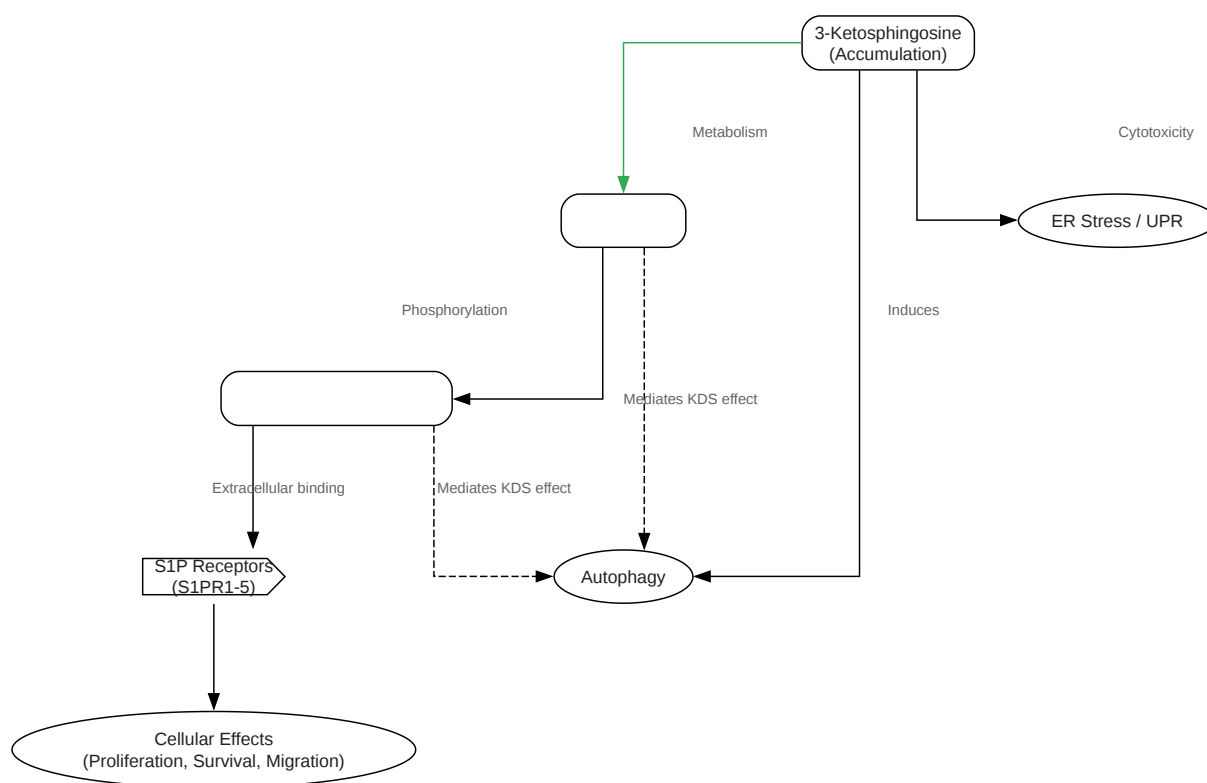 3-Ketosphingosine
(Accumulation)
Metabolism
Cytotoxicity
ER Stress / UPR
Phosphorylation
Induces
Mediates KDS effect
Extracellular binding
Mediates KDS effect
S1P Receptors
(S1PR1-5)
Autophagy
Cellular Effects
(Proliferation, Survival, Migration)